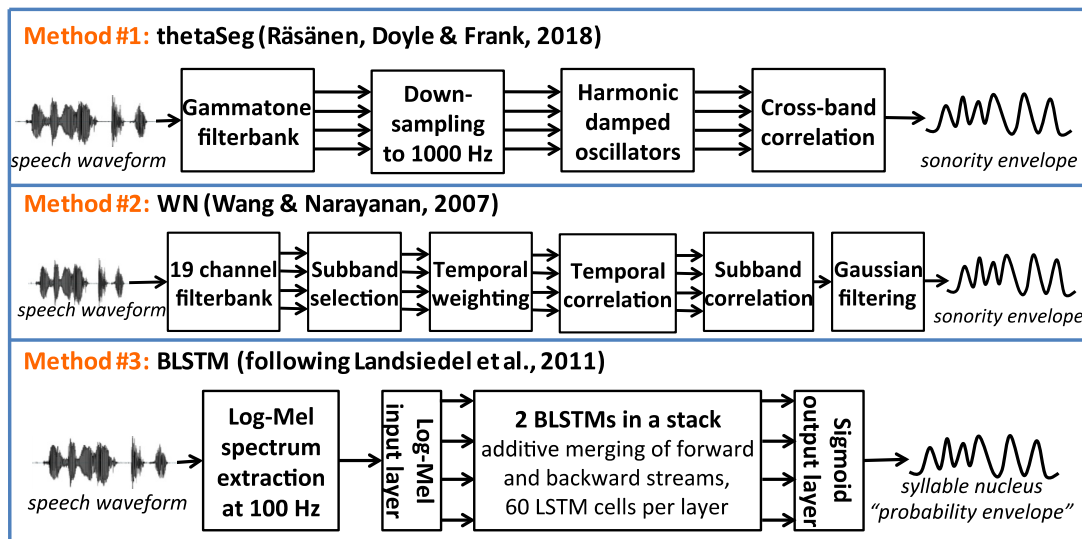 Method #1: thetaSeg (Räsänen, Doyle & Frank, 2018)
speech waveform
Gammatone
filterbank
Down-
sampling
to 1000 Hz
Harmonic
damped
oscillators
Cross-band
correlation
sonority envelope
Method #2: WN (Wang & Narayanan, 2007)
speech waveform
19 channel
filterbank
Subband
selection
Temporal
weighting
Temporal
correlation
Subband
correlation
Gaussian
filtering
sonority envelope
Method #3: BLSTM (following Landsiedel et al., 2011)
speech waveform
Log-Mel
spectrum
extraction
at 100 Hz
Log-Mel
input layer
2 BLSTMs in a stack
additive merging of forward
and backward streams,
60 LSTM cells per layer
Sigmoid
output layer
syllable nucleus
“probability envelope”